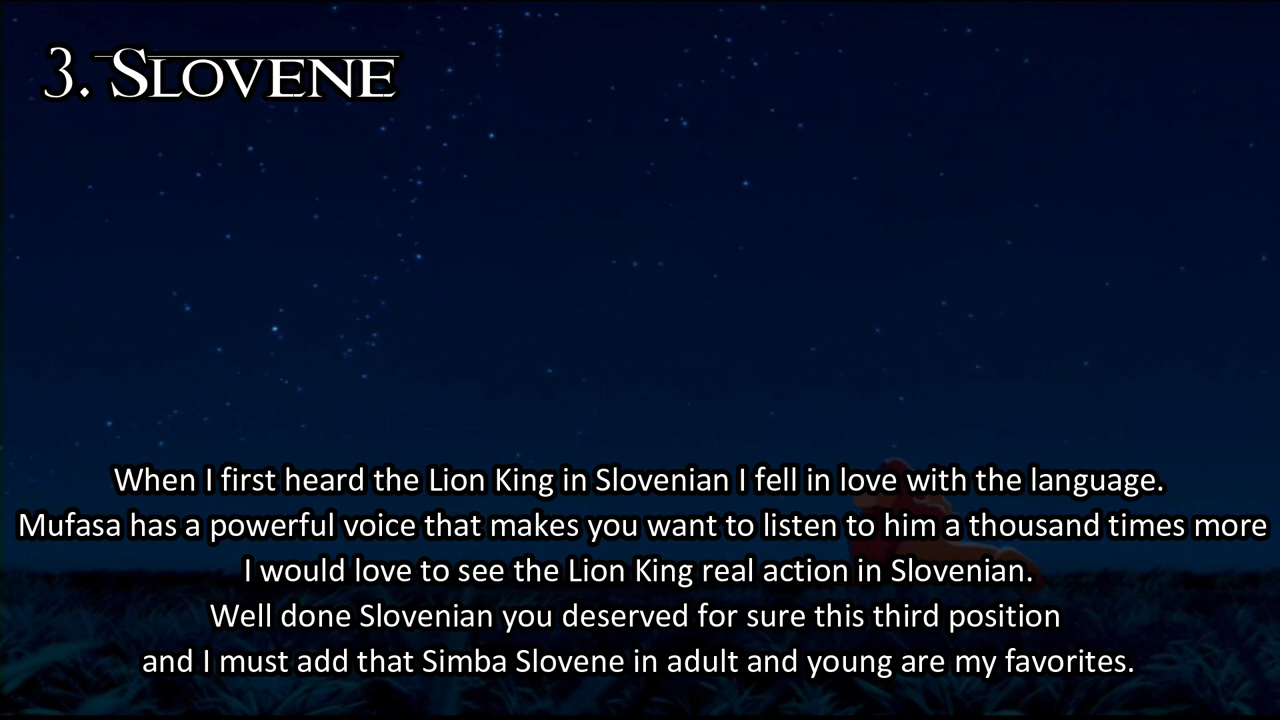 3. Slovene
When I first heard the Lion King in Slovenian I fell in love with the language.
Mufasa has a powerful voice that makes you want to listen to him a thousand times more
I would love to see the Lion King real action in Slovenian.
Well done Slovenian you deserved for sure this third position
and I must add that Simba Slovene in adult and young are my favorites.